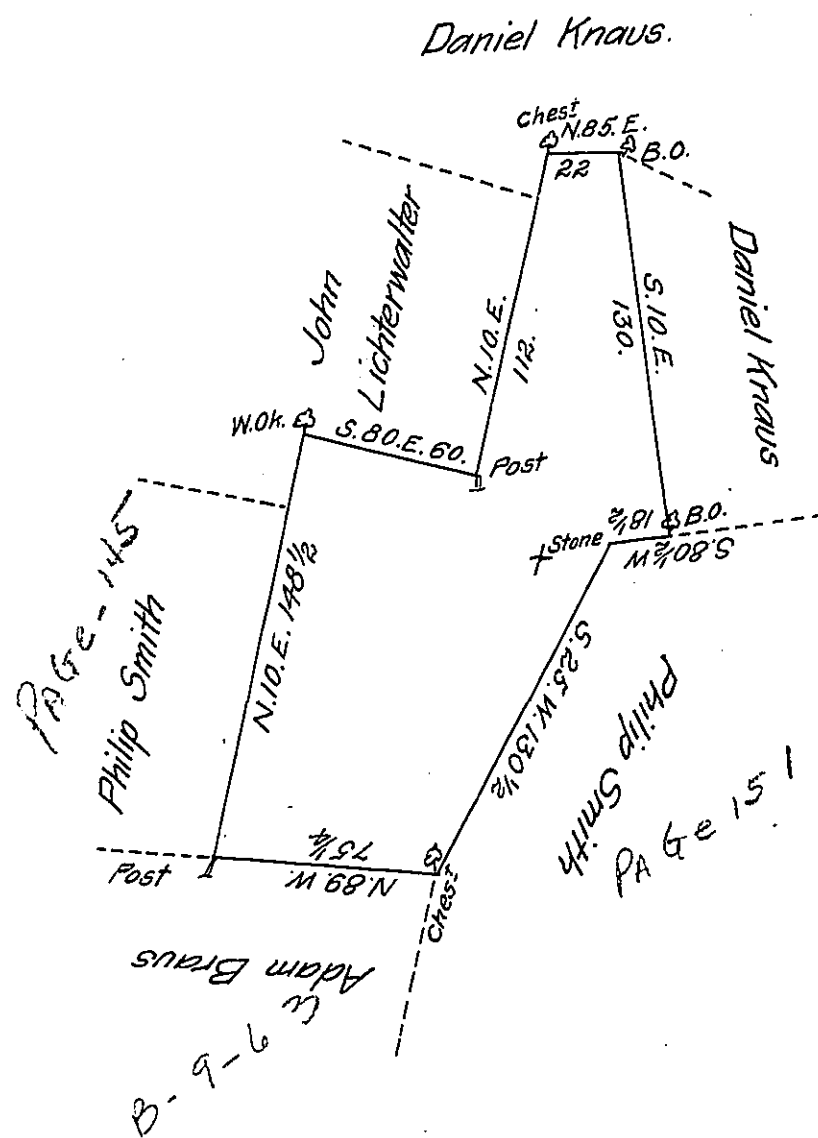 Daniel Knaus.
Chest
N.85.E.
22
B.O.
John
Lichterwalter
N.10.E.
112.
S.10.E.
130.
Daniel Knaus
W.Ok.
S.80.E.60.
Post
Stone
18½
B.O.
S.80½W
PAGe-145
Philip Smith
N.10.E.148½
S.25.W.130½
Philip Smith
PAGe 151
Post
75¼
N.89.W.
Chest
Adam Braus
B-9-6